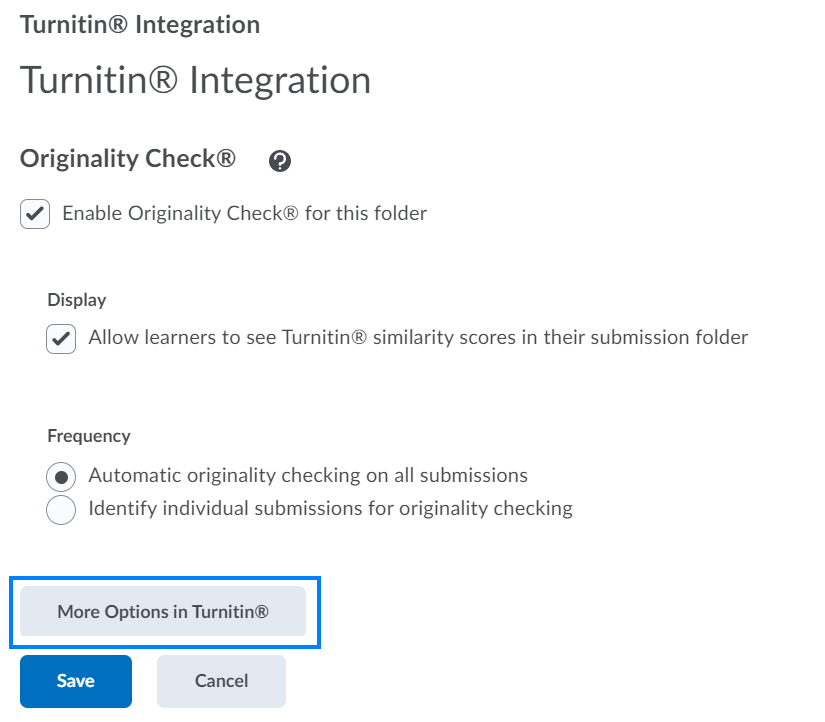 Turnitin® Integration
Turnitin® Integration
Originality Check®
Enable Originality Check® for this folder
Display
Allow learners to see Turnitin® similarity scores in their submission folder
Frequency
Automatic originality checking on all submissions
Identify individual submissions for originality checking
More Options in Turnitin®
Save Cancel